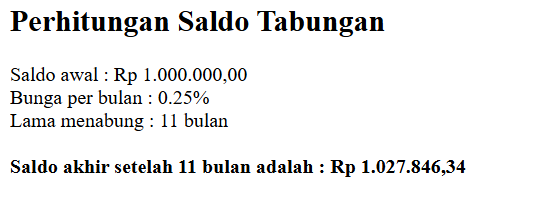 Perhitungan Saldo Tabungan
Saldo awal : Rp 1.000.000,00
Bunga per bulan : 0.25%
Lama menabung : 11 bulan
Saldo akhir setelah 11 bulan adalah : Rp 1.027.846,34